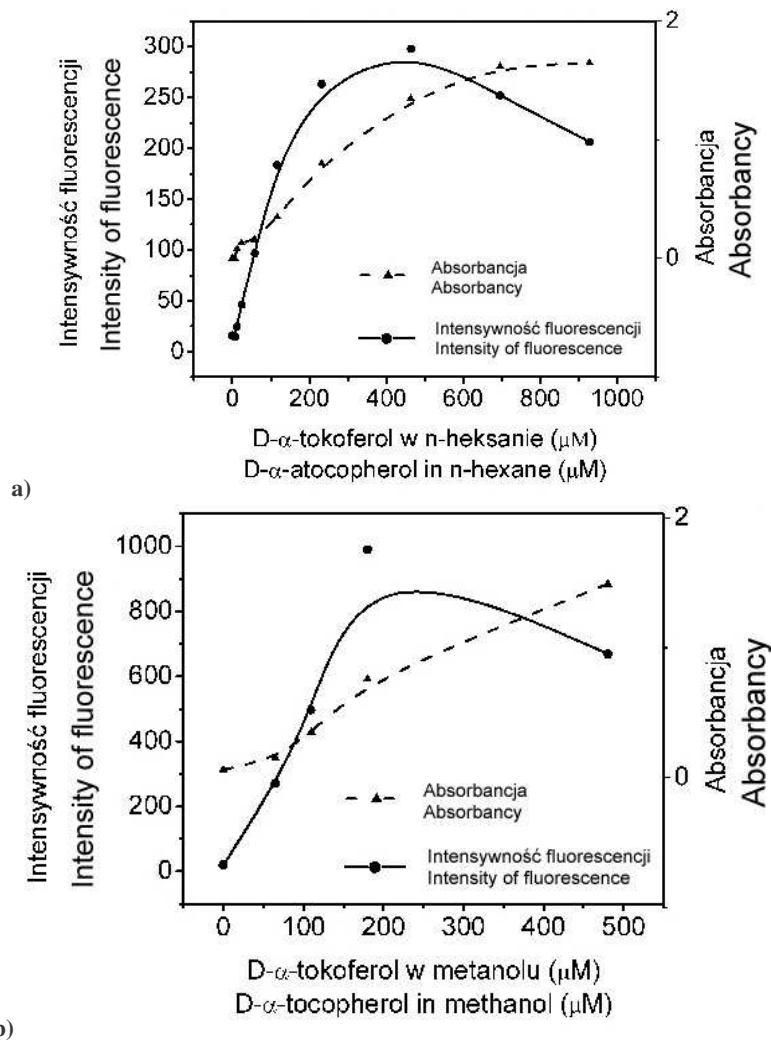 2
300
250
200
150
100
50
0
0
Intensywność fluorescencji
Intensity of fluorescence
Absorbancja
Absorbancy
Absorbancja
Absorbancy
Intensywność fluorescencji
Intensity of fluorescence
0 200 400 600 800 1000
D-α-tokoferol w n-heksanie (μM)
D-α-atocopherol in n-hexane (μM)
a)
2
1000
800
600
400
200
0
0
Intensywność fluorescencji
Intensity of fluorescence
Absorbancja
Absorbancy
Absorbancja
Absorbancy
Intensywność fluorescencji
Intensity of fluorescence
0 100 200 300 400 500
D-α-tokoferol w metanolu (μM)
D-α-tocopherol in methanol (μM)
b)